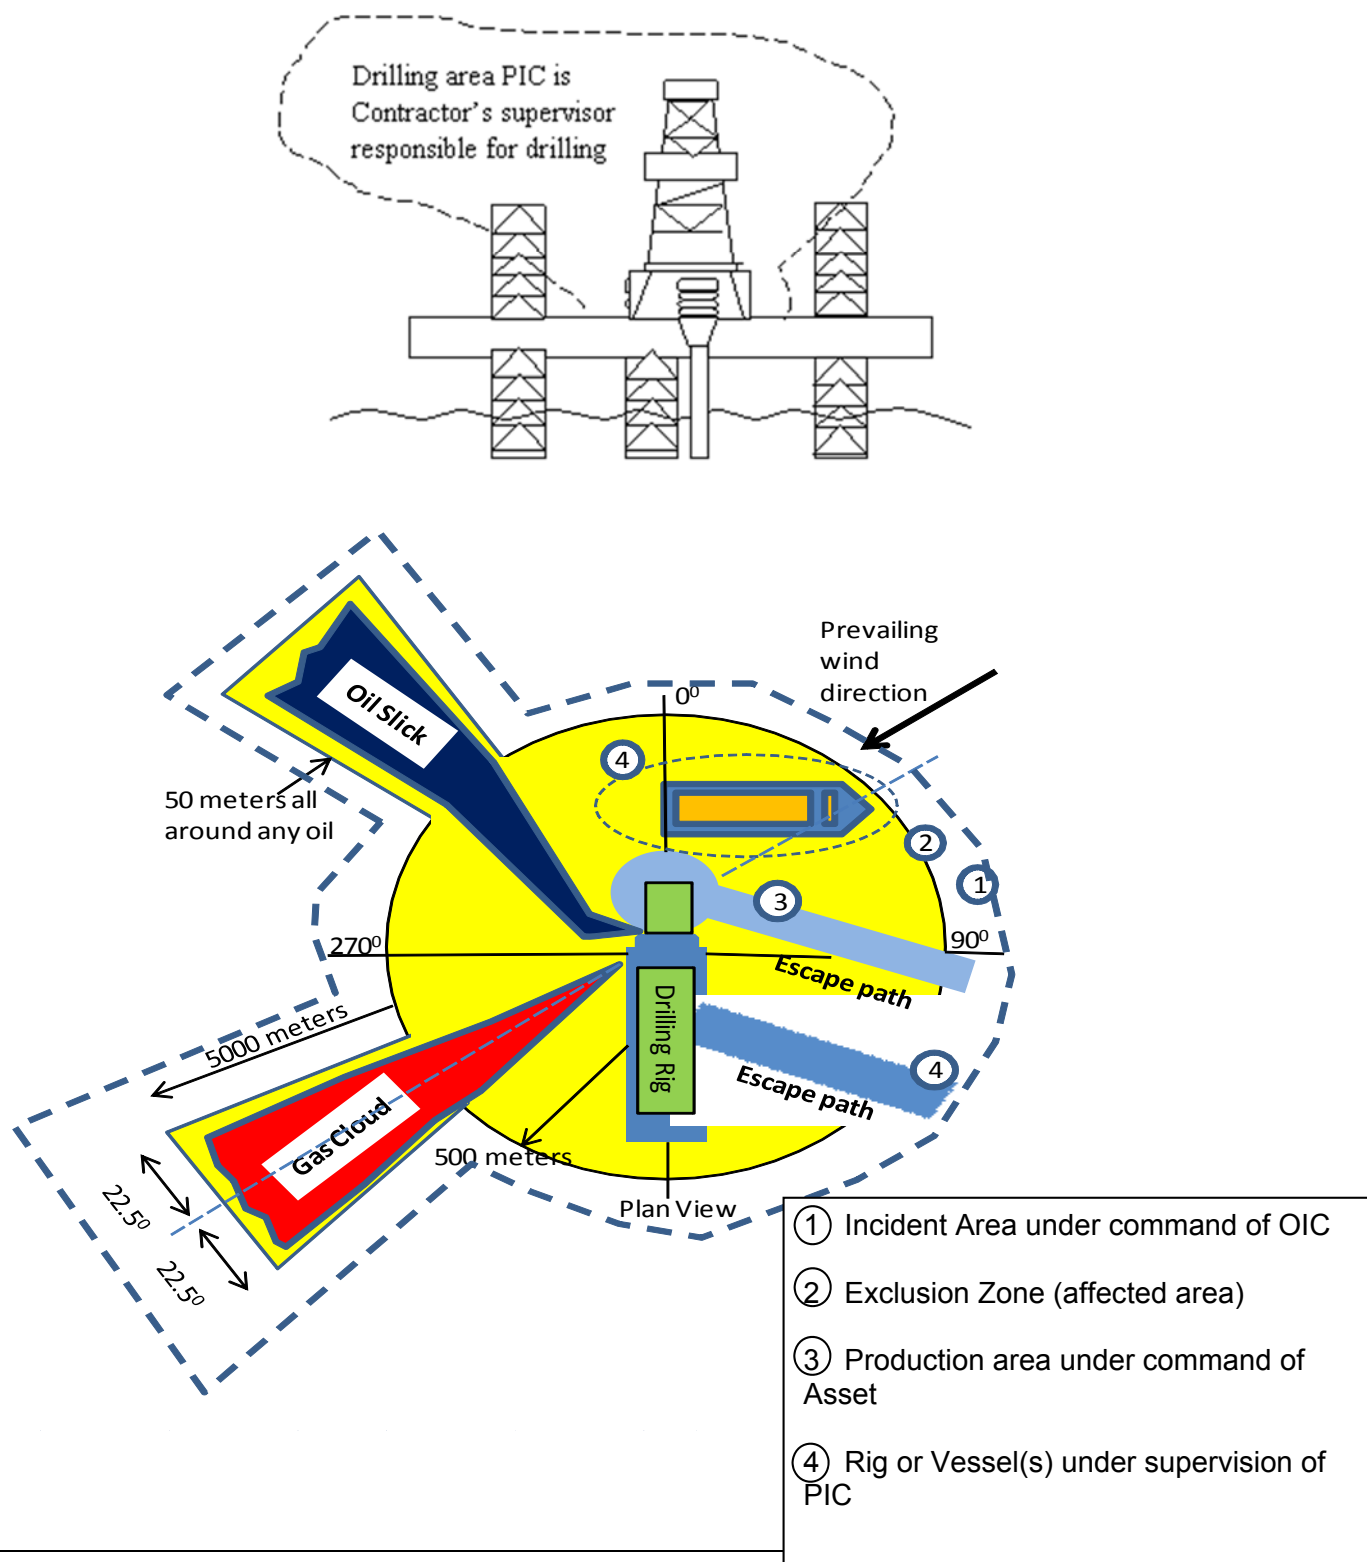 Drilling area PIC is
Contractor's supervisor
responsible for drilling
Prevailing
wind
direction
0⁰
Oil Slick
4
50 meters all
around any oil
2
1
3
270⁰
90⁰
Escape path
5000 meters
Drilling Rig
4
Escape path
Gas Cloud
500 meters
22.5⁰
22.5⁰
Plan View
1 Incident Area under command of OIC
2 Exclusion Zone (affected area)
3 Production area under command of
Asset
4 Rig or Vessel(s) under supervision of
PIC